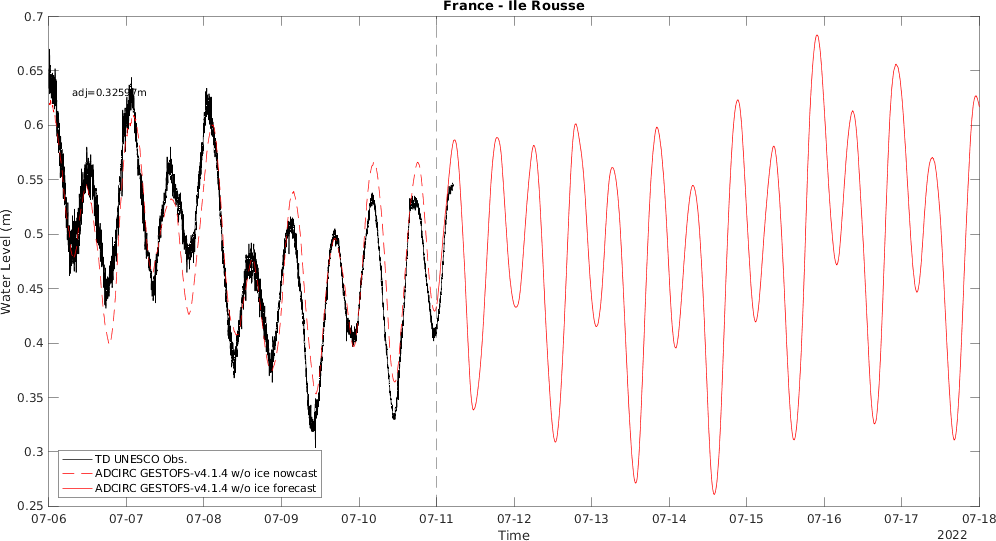 France - Ile Rousse
0.7
0.65
0.6
0.55
0.5
0.45
0.4
0.35
0.3
0.25
Water Level (m)
adj=0.32597m
TD UNESCO Obs.
ADCIRC GESTOFS-v4.1.4 w/o ice nowcast
ADCIRC GESTOFS-v4.1.4 w/o ice forecast
07-06 07-07 07-08 07-09 07-10 07-11 07-12 07-13 07-14 07-15 07-16 07-17 07-18
Time
2022